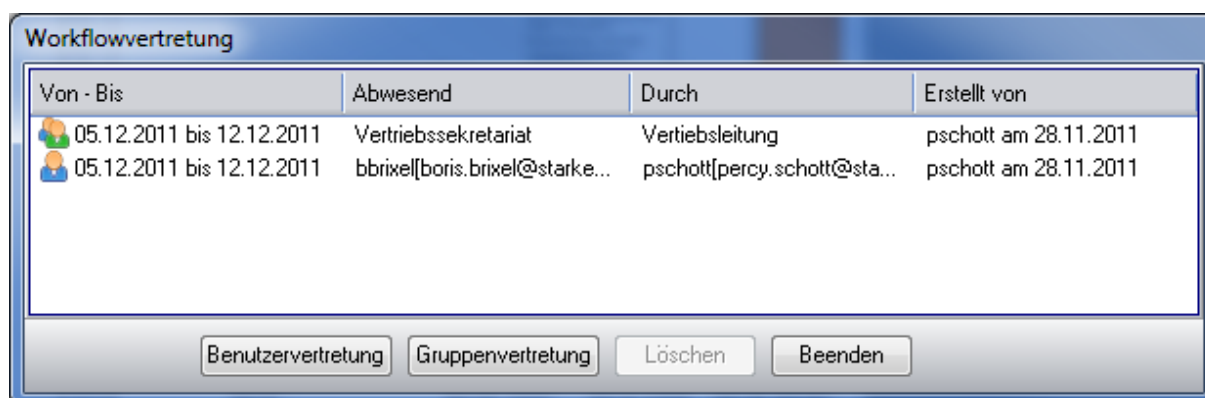 Workflowvertretung
Von - Bis Abwesend Durch Erstellt von
05.12.2011 bis 12.12.2011 Vertriebssekretariat Vertiebsleitung pschott am 28.11.2011
05.12.2011 bis 12.12.2011 bbrixel[boris.brixel@starke... pschott[percy.schott@sta... pschott am 28.11.2011
Benutzervertretung Gruppenvertretung Löschen Beenden